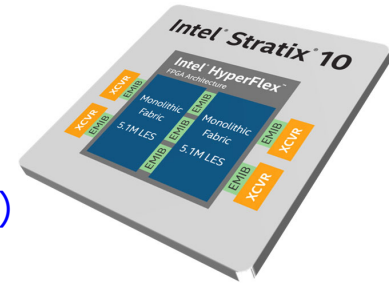 Intel® Stratix® 10
Intel® HyperFlex™
FPGA Architecture
XCVR
EMIB
XCVR
EMIB
Monolithic
Fabric
5.1M LES
EMIB
EMIB
EMIB
Monolithic
Fabric
5.1M LES
EMIB
XCVR
EMIB
XCVR
)